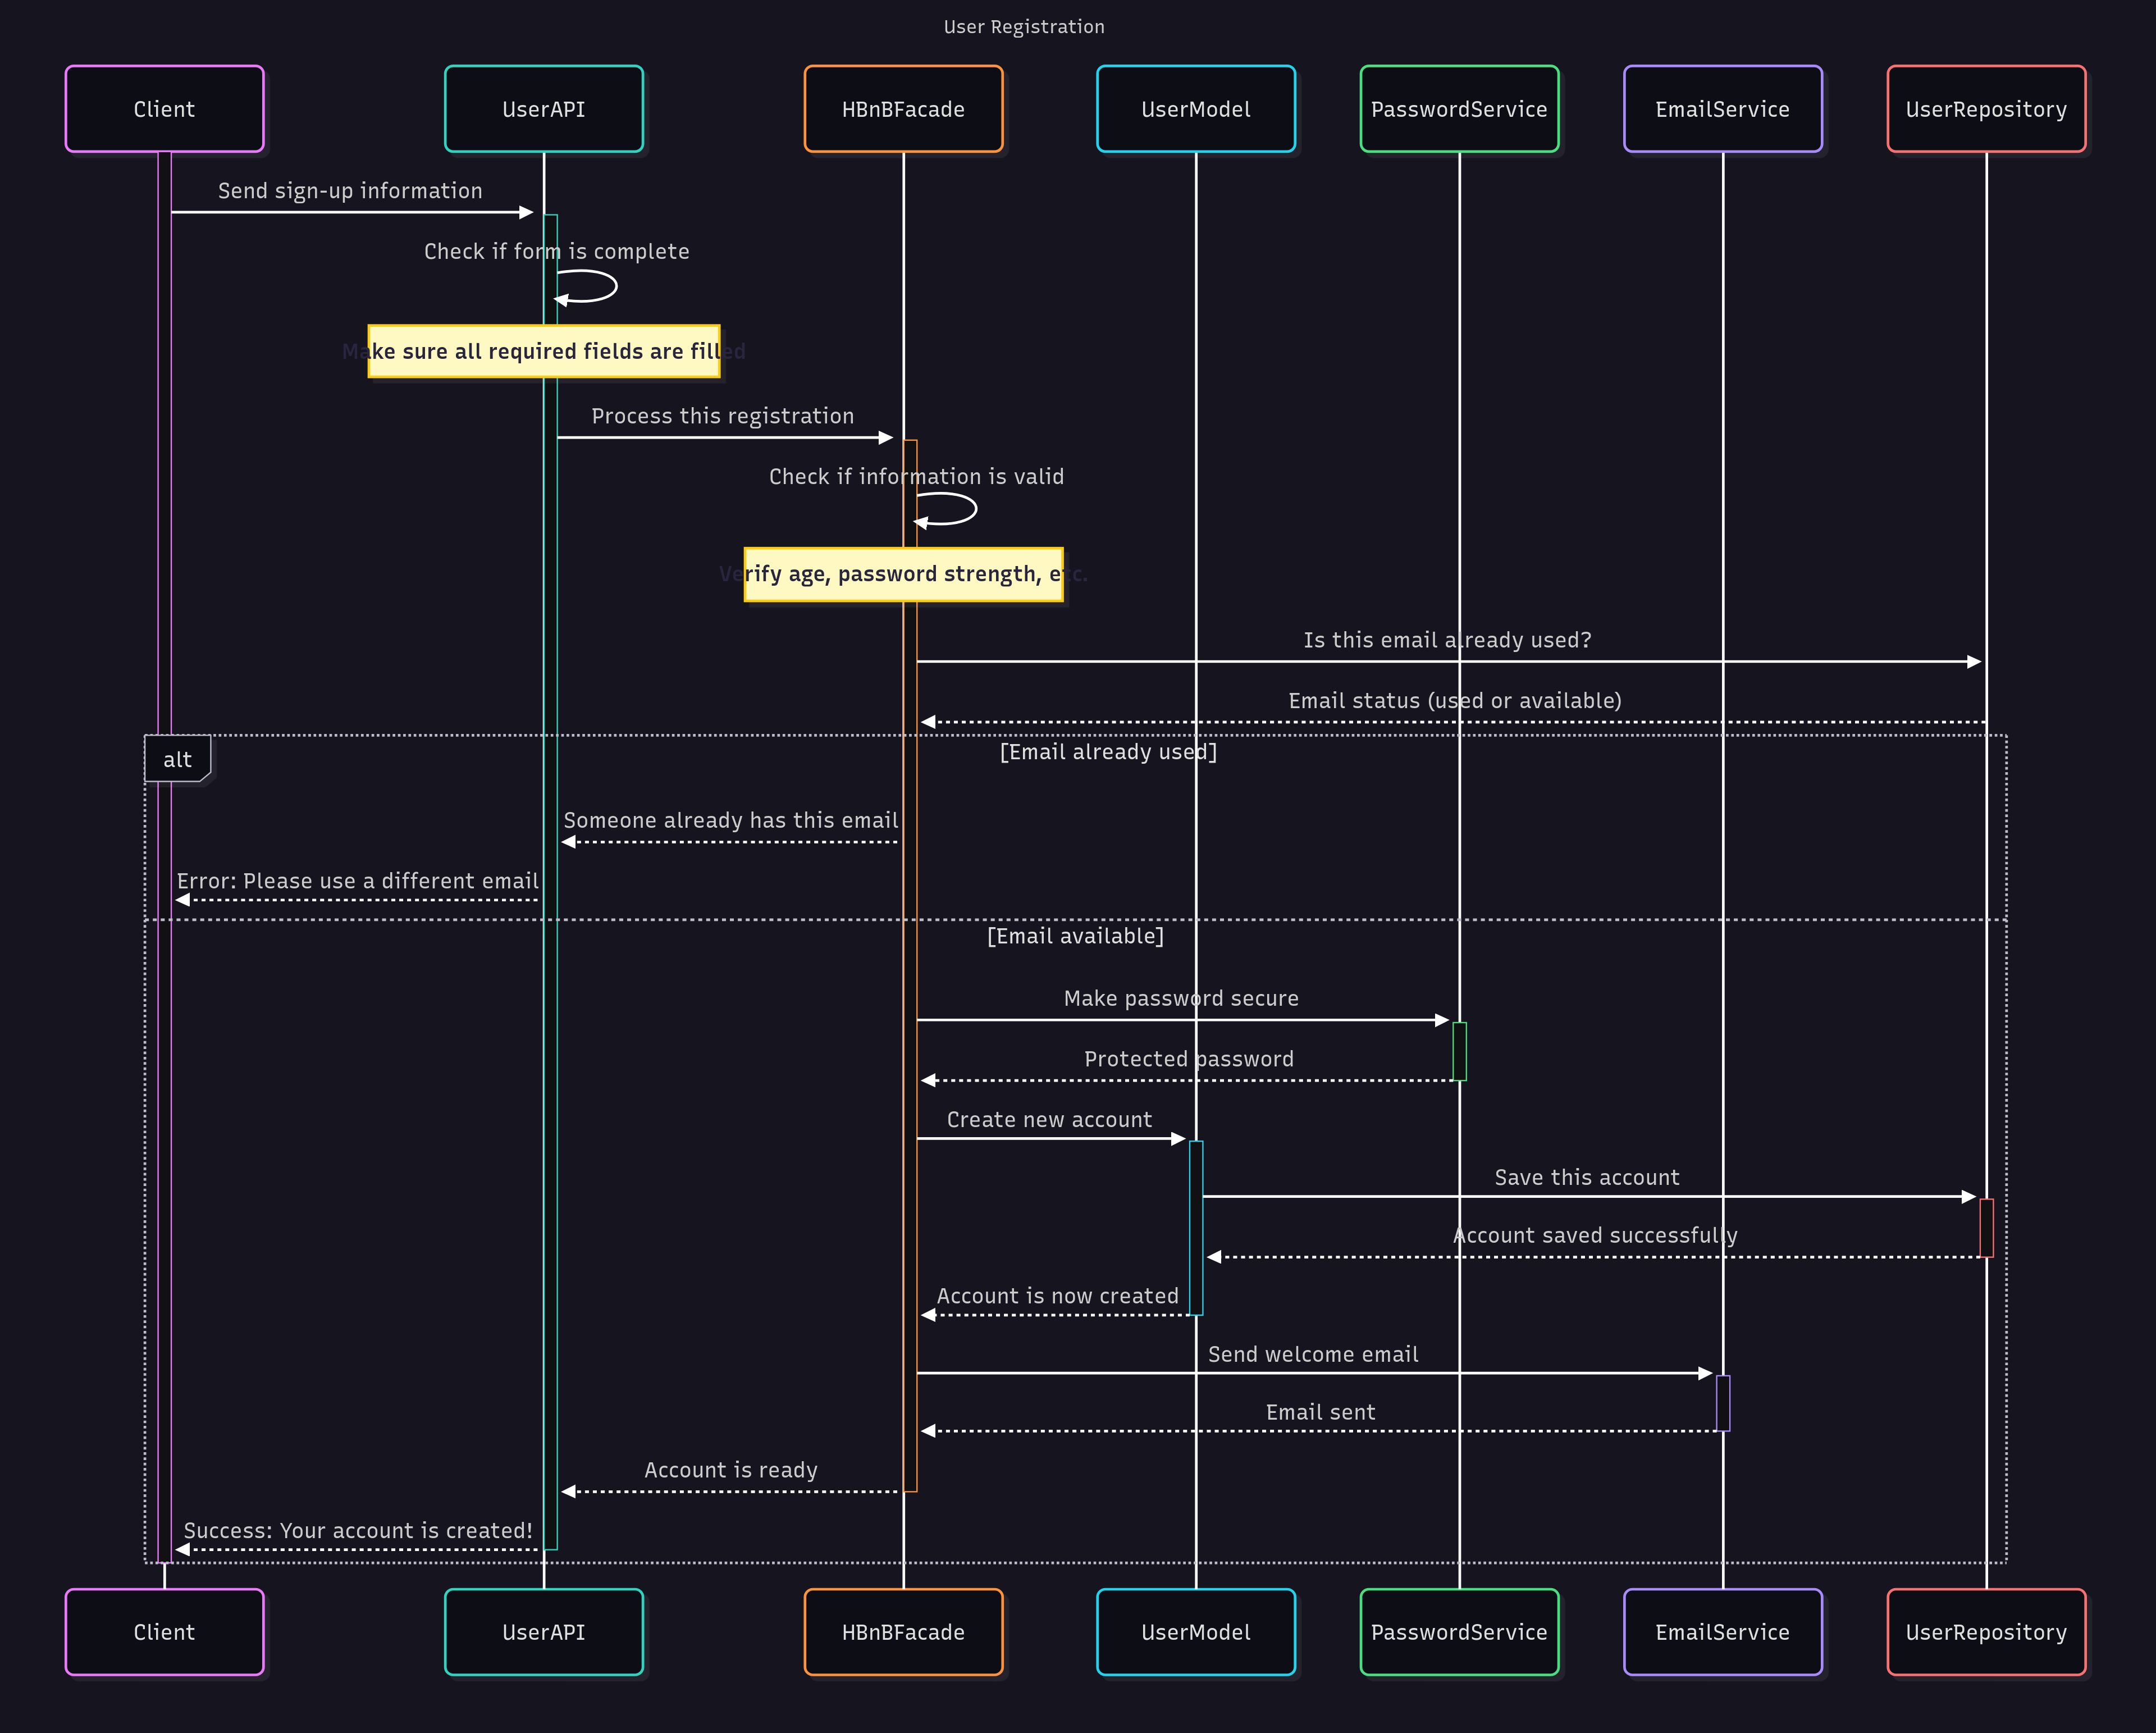 User Registration
Client
UserAPI
HBnBFacade
UserModel
PasswordService
EmailService
UserRepository
Send sign-up information
Check if form is complete
Make sure all required fields are filled
Process this registration
Check if information is valid
Verify age, password strength, etc.
Is this email already used?
Email status (used or available)
alt
[Email already used]
Someone already has this email
Error: Please use a different email
[Email available]
Make password secure
Protected password
Create new account
Save this account
Account saved successfully
Account is now created
Send welcome email
Email sent
Account is ready
Success: Your account is created!
Client
UserAPI
HBnBFacade
UserModel
PasswordService
EmailService
UserRepository